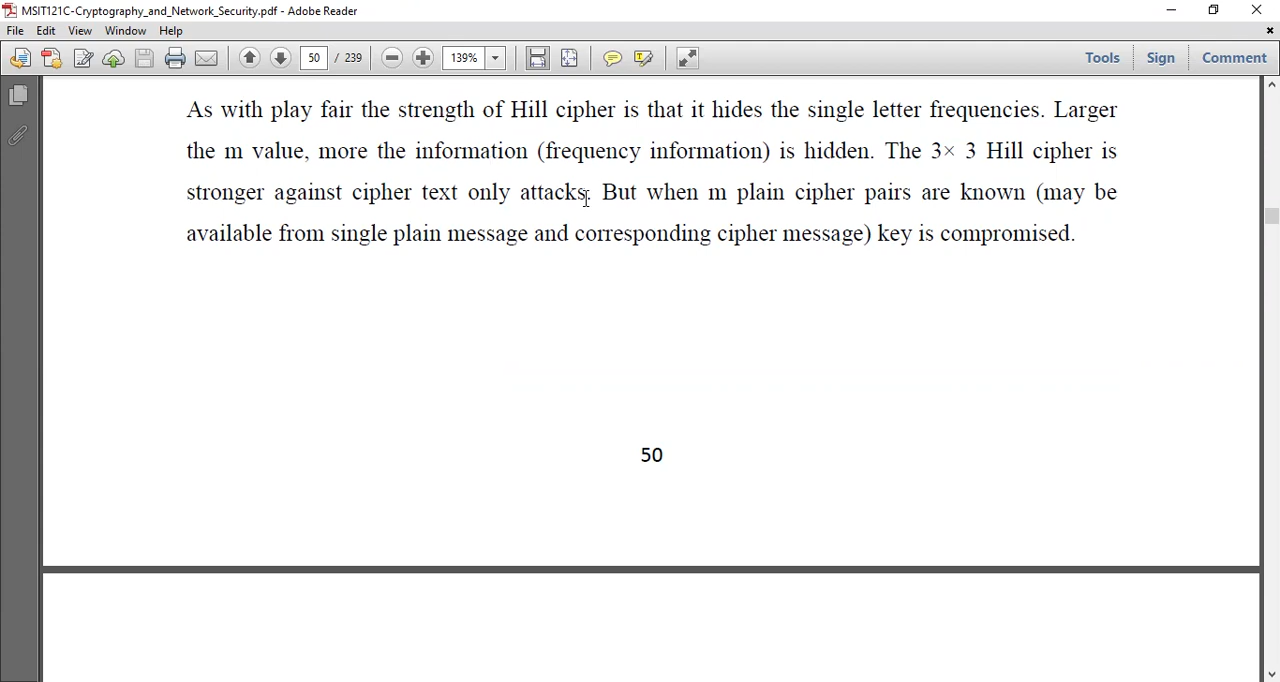 MSIT121C-Cryptography_and_Network_Security.pdf - Adobe Reader
File Edit View Window Help
50 / 239 139% Tools Sign Comment
As with play fair the strength of Hill cipher is that it hides the single letter frequencies. Larger
the m value, more the information (frequency information) is hidden. The 3× 3 Hill cipher is
stronger against cipher text only attacks. But when m plain cipher pairs are known (may be
available from single plain message and corresponding cipher message) key is compromised.
50